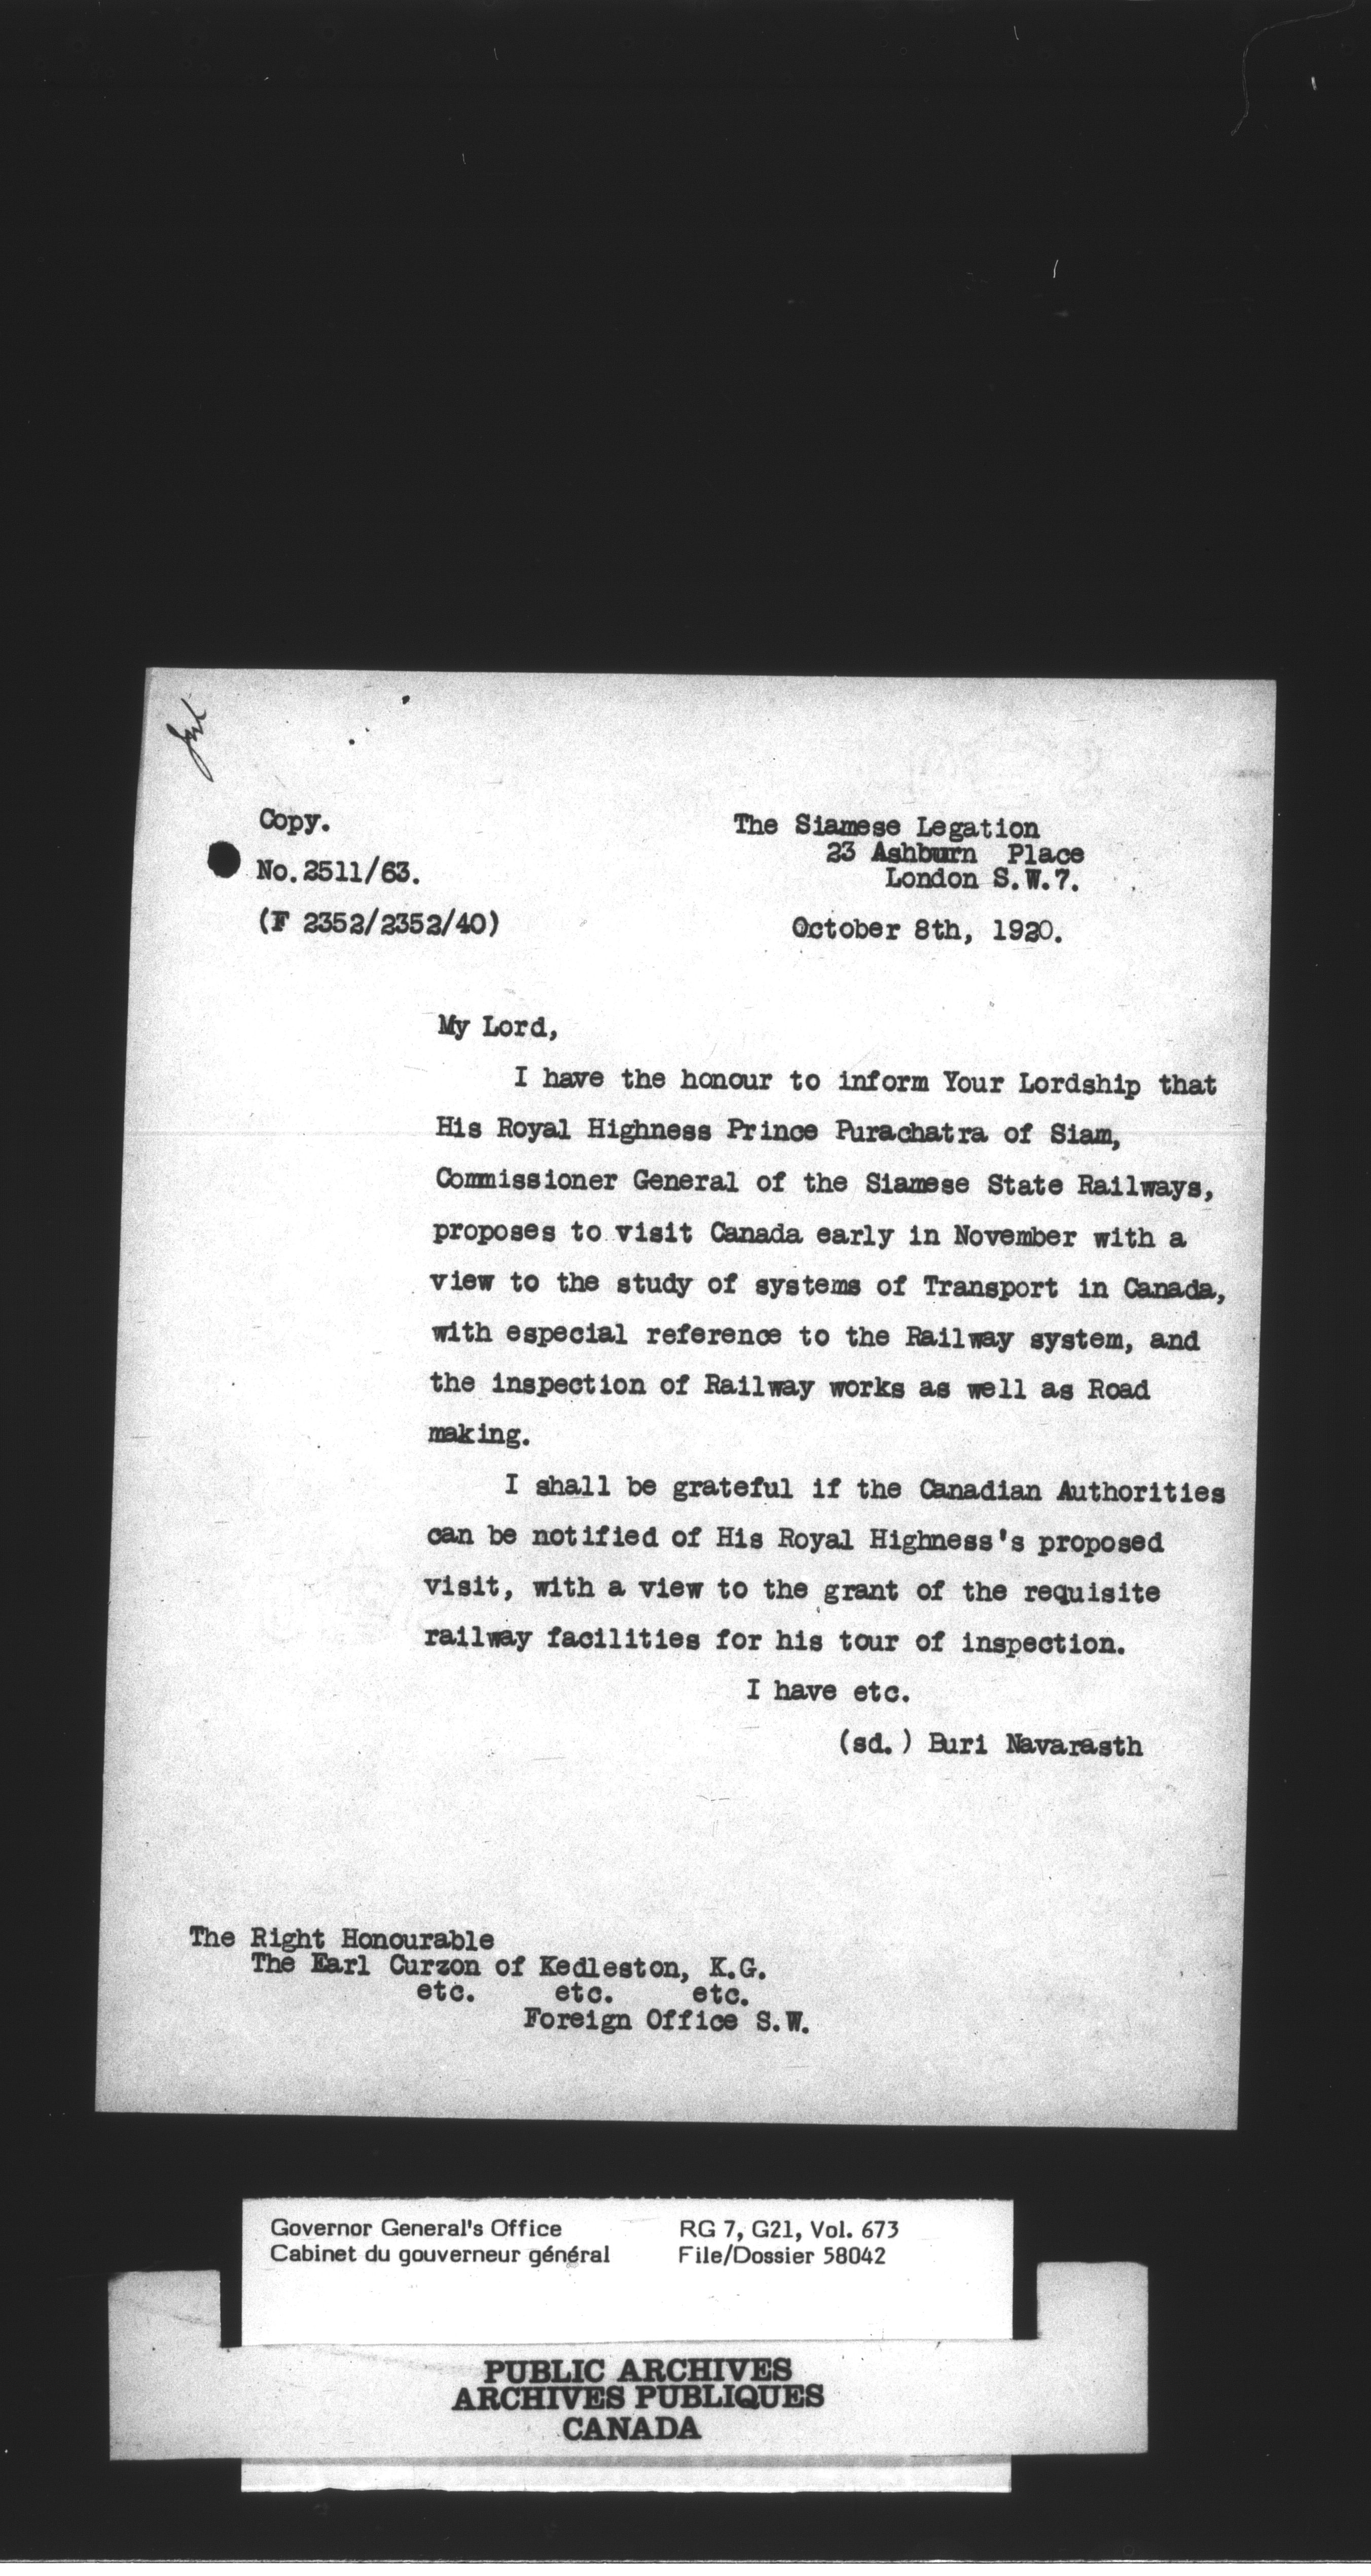 Copy.
The Siamese Legation
23 Ashburn Place
London S.W.7.
No. 2511/63.
(F 2352/2352/40)
October 8th, 1920.
My Lord,
I have the honour to inform Your Lordship that
His Royal Highness Prince Purachatra of Siam,
Commissioner General of the Siamese State Railways,
proposes to visit Canada early in November with a
view to the study of systems of Transport in Canada,
with especial reference to the Railway system, and
the inspection of Railway works as well as Road
making.
I shall be grateful if the Canadian Authorities
can be notified of His Royal Highness's proposed
visit, with a view to the grant of the requisite
railway facilities for his tour of inspection.
I have etc.
(sd.) Buri Navarasth
The Right Honourable
The Earl Curzon of Kedleston, K.G.
etc. etc. etc.
Foreign Office S.W.
Governor General's Office
Cabinet du gouverneur général
RG 7, G21, Vol. 673
File/Dossier 58042
PUBLIC ARCHIVES
ARCHIVES PUBLIQUES
CANADA